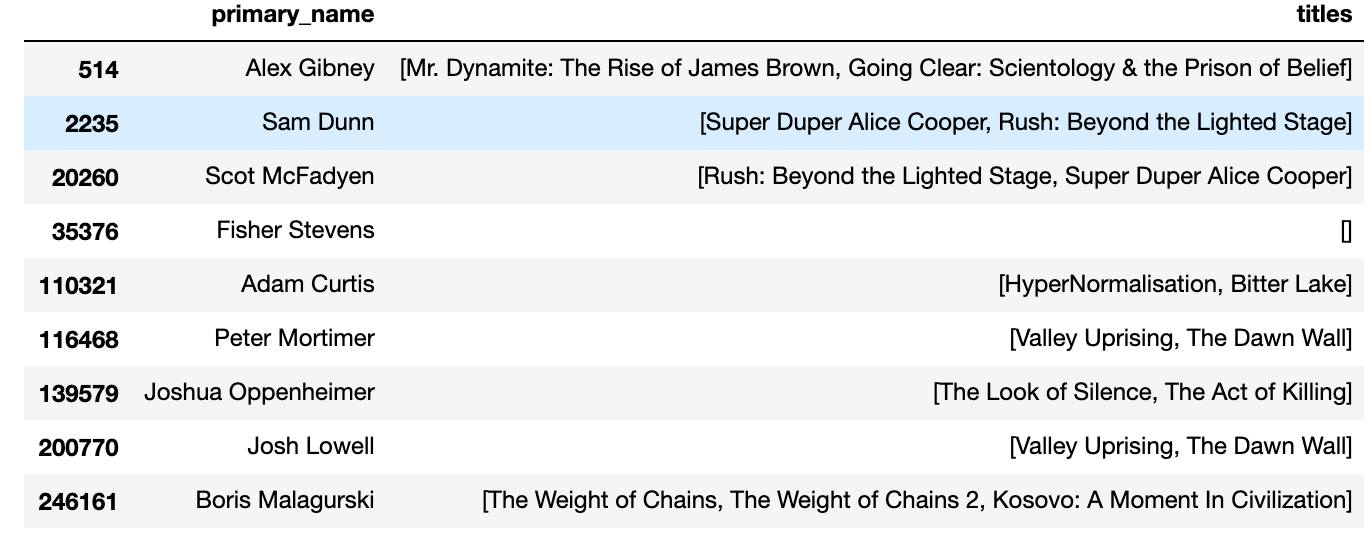 primary_name titles
514 Alex Gibney [Mr. Dynamite: The Rise of James Brown, Going Clear: Scientology & the Prison of Belief]
2235 Sam Dunn [Super Duper Alice Cooper, Rush: Beyond the Lighted Stage]
20260 Scot McFadyen [Rush: Beyond the Lighted Stage, Super Duper Alice Cooper]
35376 Fisher Stevens []
110321 Adam Curtis [HyperNormalisation, Bitter Lake]
116468 Peter Mortimer [Valley Uprising, The Dawn Wall]
139579 Joshua Oppenheimer [The Look of Silence, The Act of Killing]
200770 Josh Lowell [Valley Uprising, The Dawn Wall]
246161 Boris Malagurski [The Weight of Chains, The Weight of Chains 2, Kosovo: A Moment In Civilization]